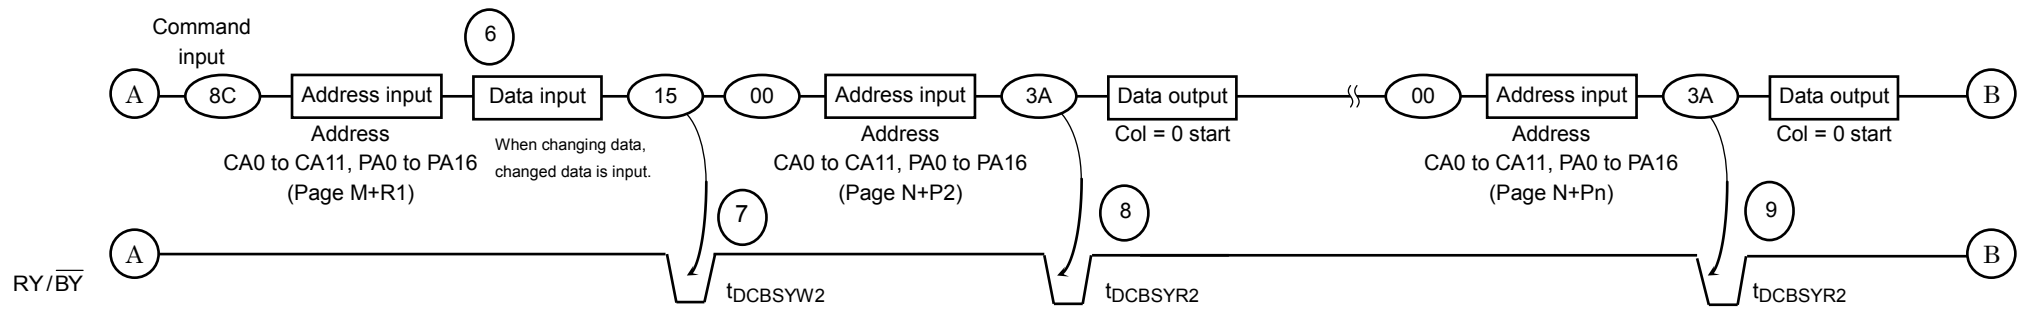 Command
input
6
A 8C Address input Data input 15 00 Address input 3A Data output 00 Address input 3A Data output B
Address
CA0 to CA11, PA0 to PA16
(Page M+R1)
When changing data,
changed data is input.
Address
CA0 to CA11, PA0 to PA16
(Page N+P2)
Col = 0 start
Address
CA0 to CA11, PA0 to PA16
(Page N+Pn)
Col = 0 start
7 8 9
A B
RY/BY
tDCBSYW2 tDCBSYR2 tDCBSYR2